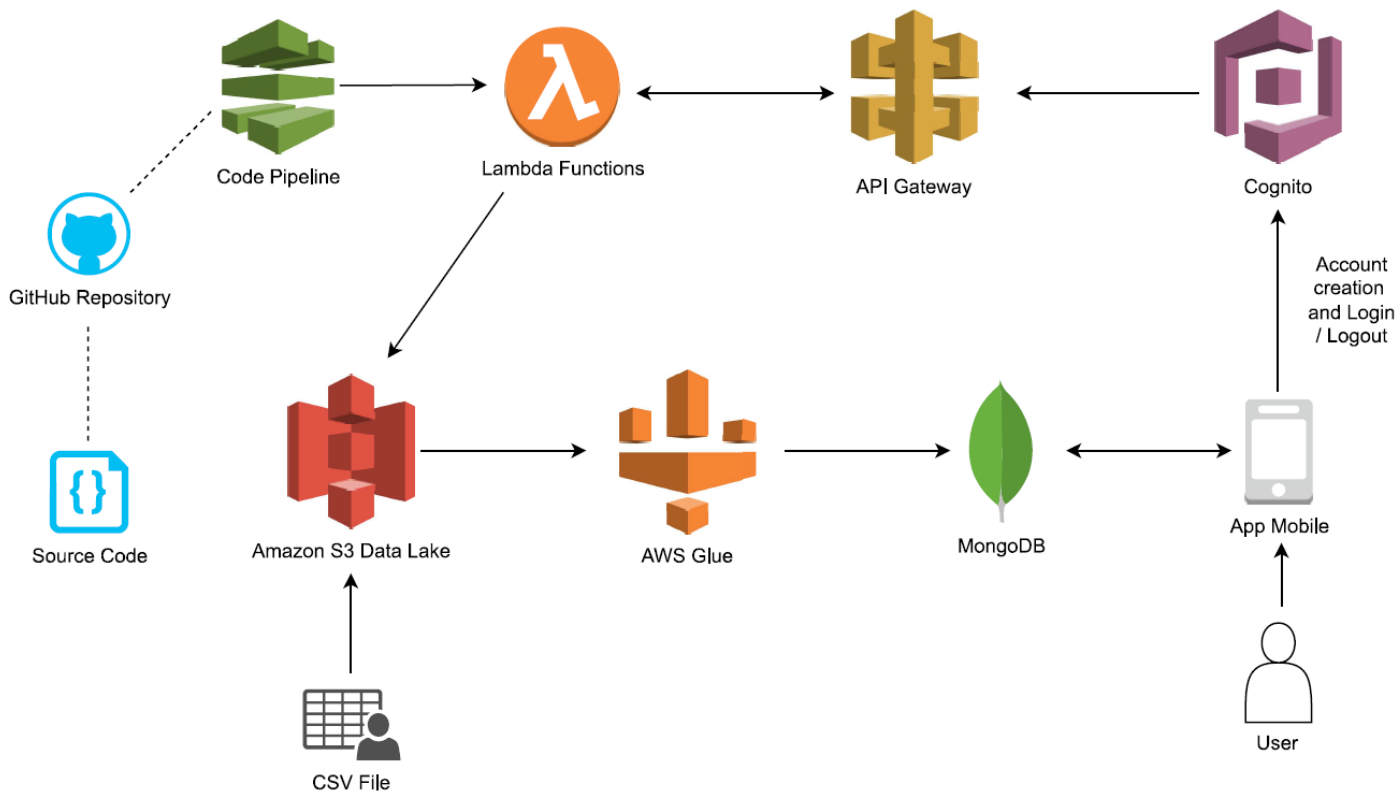 Code Pipeline
Lambda Functions
API Gateway
Cognito
GitHub Repository
Account
creation
and Login
/ Logout
Source Code
Amazon S3 Data Lake
AWS Glue
MongoDB
App Mobile
CSV File
User